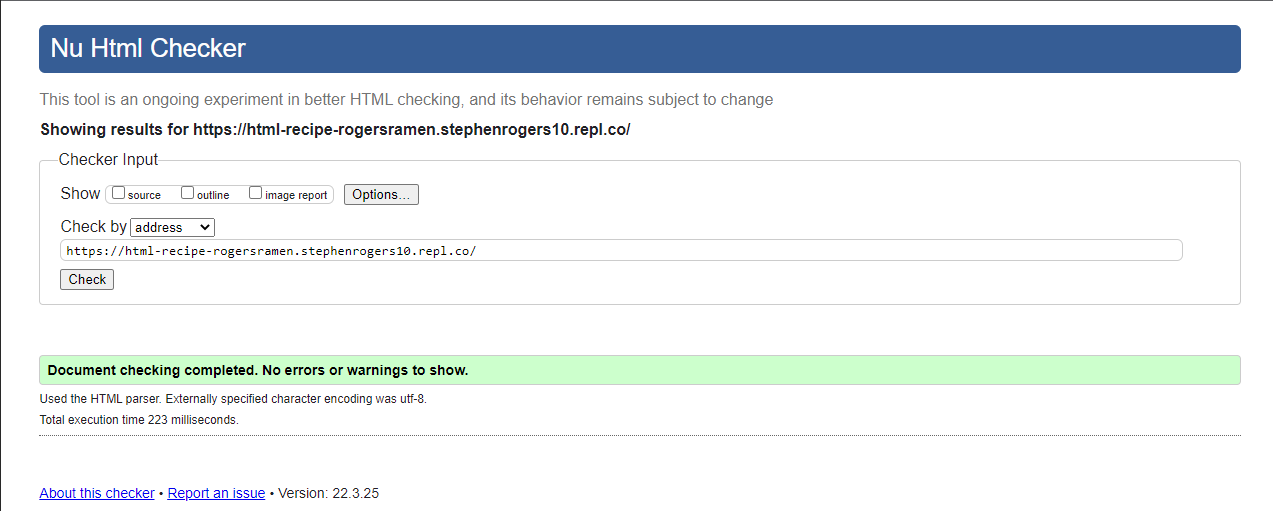 Nu Html Checker
This tool is an ongoing experiment in better HTML checking, and its behavior remains subject to change
Showing results for https://html-recipe-rogersramen.stephenrogers10.repl.co/
Checker Input
Show source outline image report Options...
Check by address
https://html-recipe-rogersramen.stephenrogers10.repl.co/
Check
Document checking completed. No errors or warnings to show.
Used the HTML parser. Externally specified character encoding was utf-8.
Total execution time 223 milliseconds.
About this checker • Report an issue • Version: 22.3.25